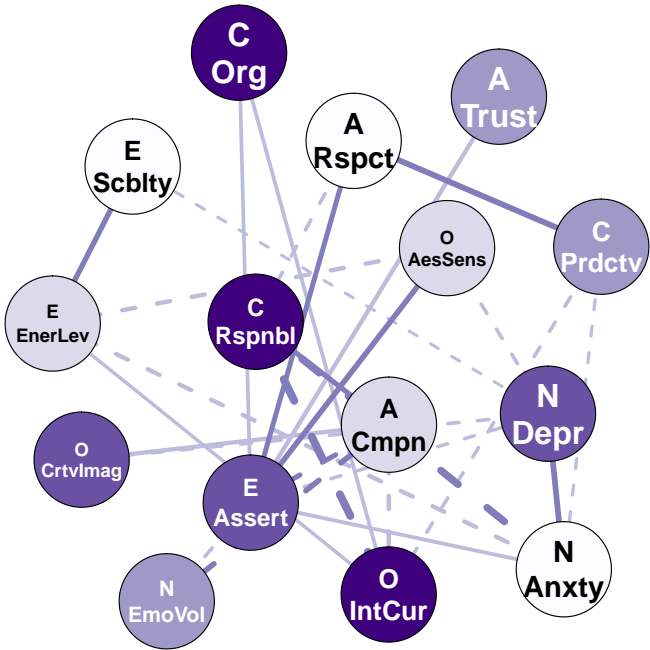 C
Org
A
Trust
A
Rspct
E
Scblty
O
AesSens
C
Prdctv
E
EnerLev
C
Rspnbl
N
Depr
A
Cmpn
O
CrtvImag
E
Assert
N
Anxty
N
EmoVol
O
IntCur